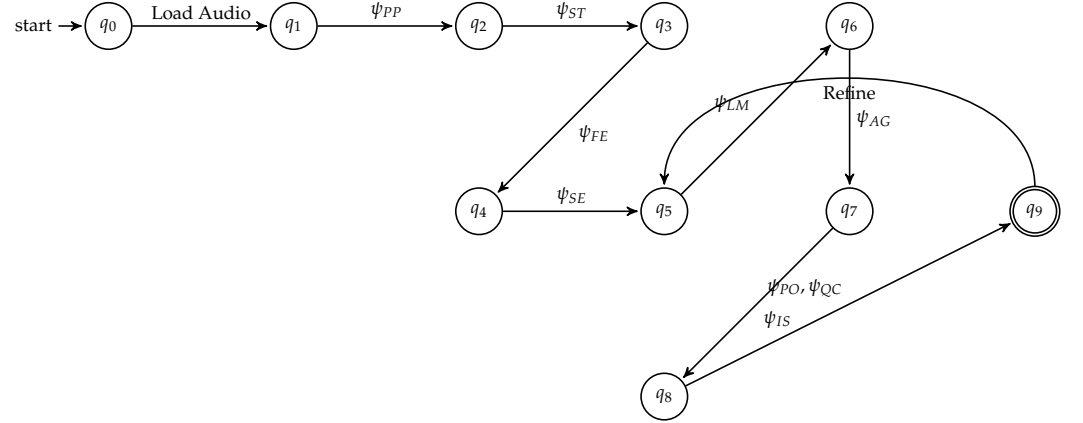 start q0 Load Audio q1 ψPP q2 ψST q3 q6
ψLM Refine
ψAG
ψFE
q4 ψSE q5 q7 q9
ψPO, ψQC
ψIS
q8